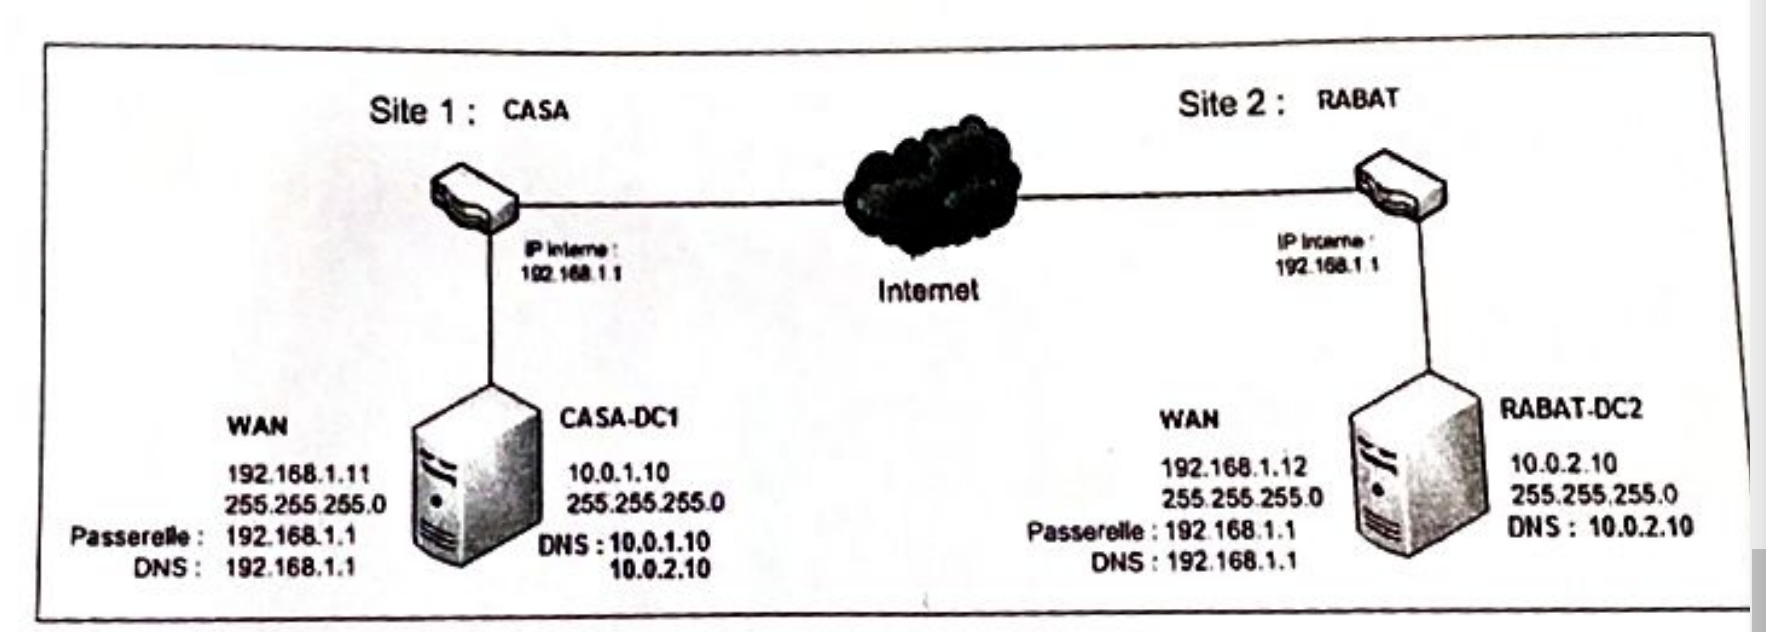 Site 1 : CASA
Site 2 : RABAT
IP Interne :
192.168.1.1
Internet
IP Interne :
192.168.1.1
WAN
192.168.1.11
255.255.255.0
Passerelle : 192.168.1.1
DNS : 192.168.1.1
CASA-DC1
10.0.1.10
255.255.255.0
DNS : 10.0.1.10
10.0.2.10
WAN
192.168.1.12
255.255.255.0
Passerelle : 192.168.1.1
DNS : 192.168.1.1
RABAT-DC2
10.0.2.10
255.255.255.0
DNS : 10.0.2.10